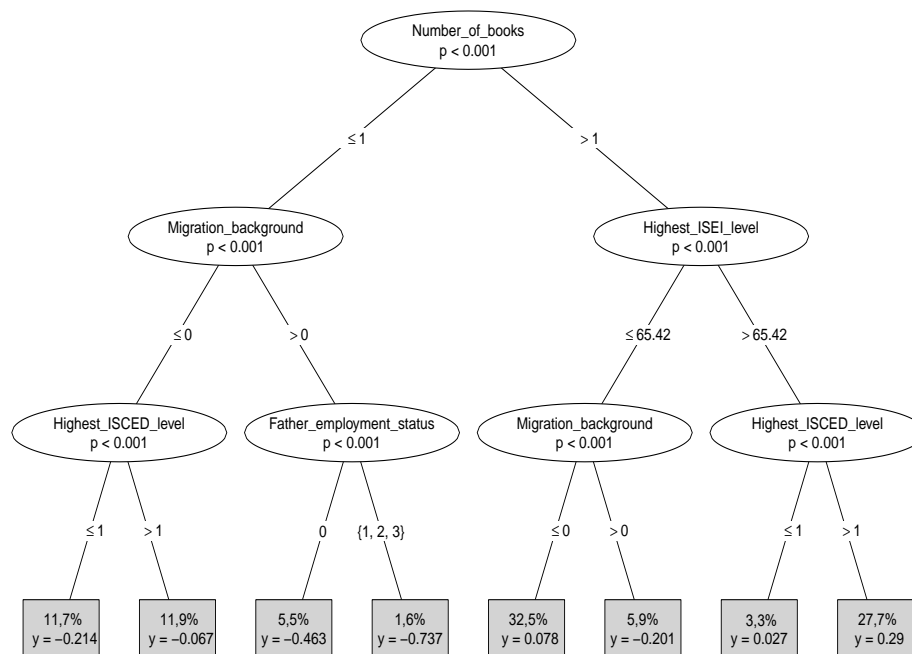 Number_of_books
p < 0.001
≤ 1
> 1
Migration_background
p < 0.001
Highest_ISEI_level
p < 0.001
≤ 0
> 0
≤ 65.42
> 65.42
Highest_ISCED_level
p < 0.001
Father_employment_status
p < 0.001
Migration_background
p < 0.001
Highest_ISCED_level
p < 0.001
≤ 1
> 1
0
{1, 2, 3}
≤ 0
> 0
≤ 1
> 1
11,7%
y = −0.214
11,9%
y = −0.067
5,5%
y = −0.463
1,6%
y = −0.737
32,5%
y = 0.078
5,9%
y = −0.201
3,3%
y = 0.027
27,7%
y = 0.29